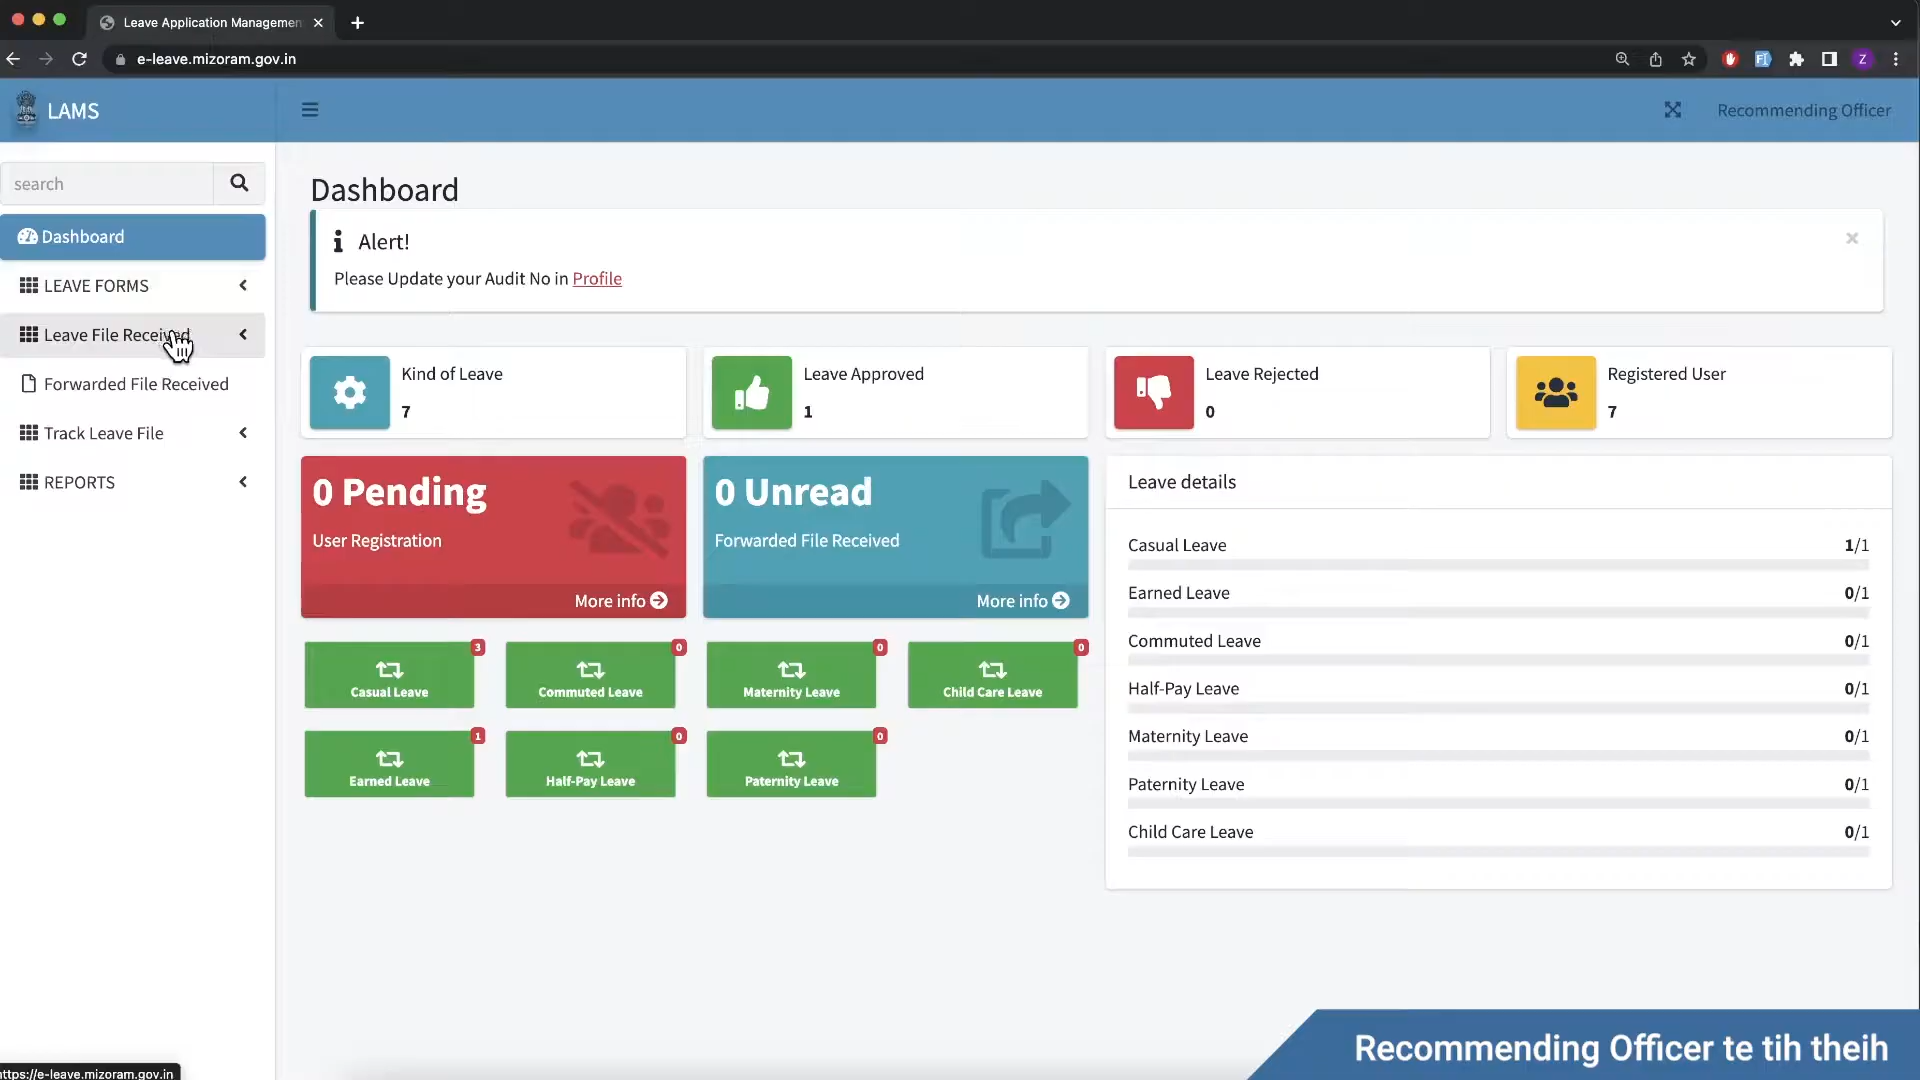 Leave Application Managemen
e-leave.mizoram.gov.in
Z
LAMS
Recommending Officer
search
Dashboard
LEAVE FORMS
Leave File Received
Forwarded File Received
Track Leave File
REPORTS
Dashboard
Alert!
Please Update your Audit No in Profile
Kind of Leave
7
Leave Approved
1
Leave Rejected
0
Registered User
7
0 Pending
User Registration
More info
0 Unread
Forwarded File Received
More info
3
Casual Leave
0
Commuted Leave
0
Maternity Leave
0
Child Care Leave
1
Earned Leave
0
Half-Pay Leave
0
Paternity Leave
Leave details
Casual Leave 1/1
Earned Leave 0/1
Commuted Leave 0/1
Half-Pay Leave 0/1
Maternity Leave 0/1
Paternity Leave 0/1
Child Care Leave 0/1
Recommending Officer te tih theih
https://e-leave.mizoram.gov.in